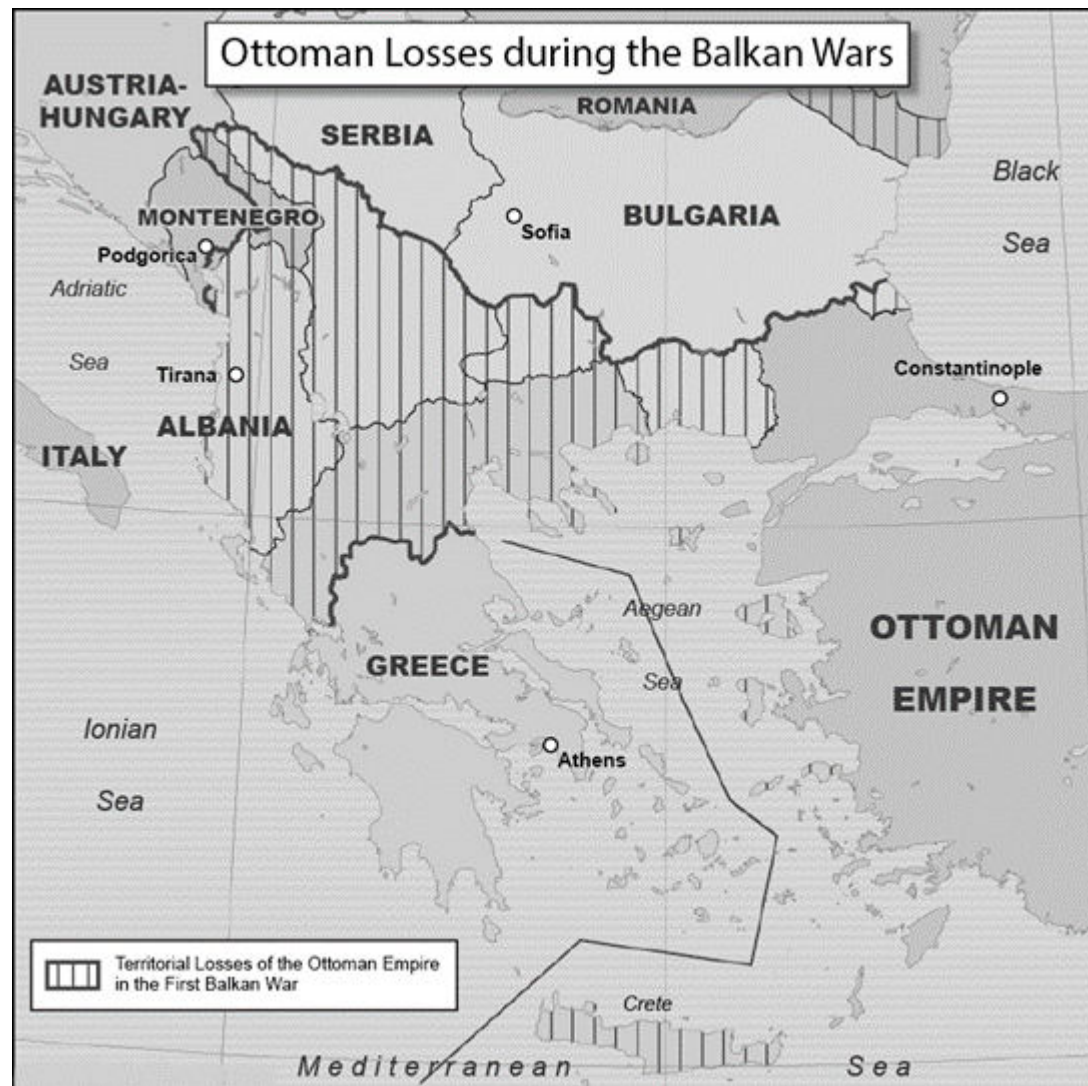 Ottoman Losses during the Balkan Wars
AUSTRIA-
HUNGARY
ROMANIA
SERBIA
Black
Sea
BULGARIA
MONTENEGRO
Sofia
Podgorica
Adriatic
Sea
Tirana
Constantinople
ALBANIA
ITALY
Aegean
Sea
OTTOMAN
EMPIRE
GREECE
Ionian
Sea
Athens
Territorial Losses of the Ottoman Empire
in the First Balkan War
Crete
Mediterranean Sea